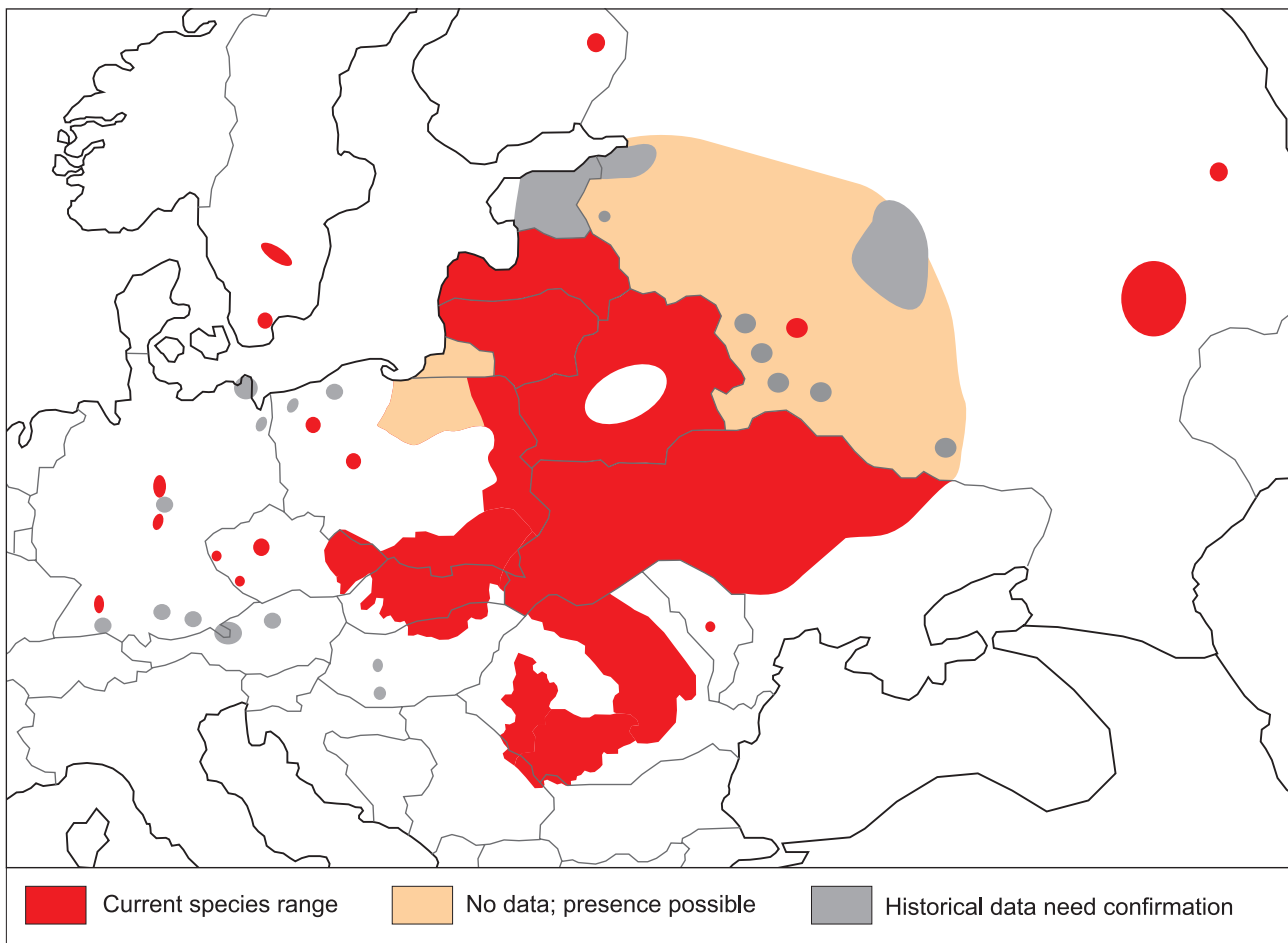 Current species range
No data; presence possible
Historical data need confirmation